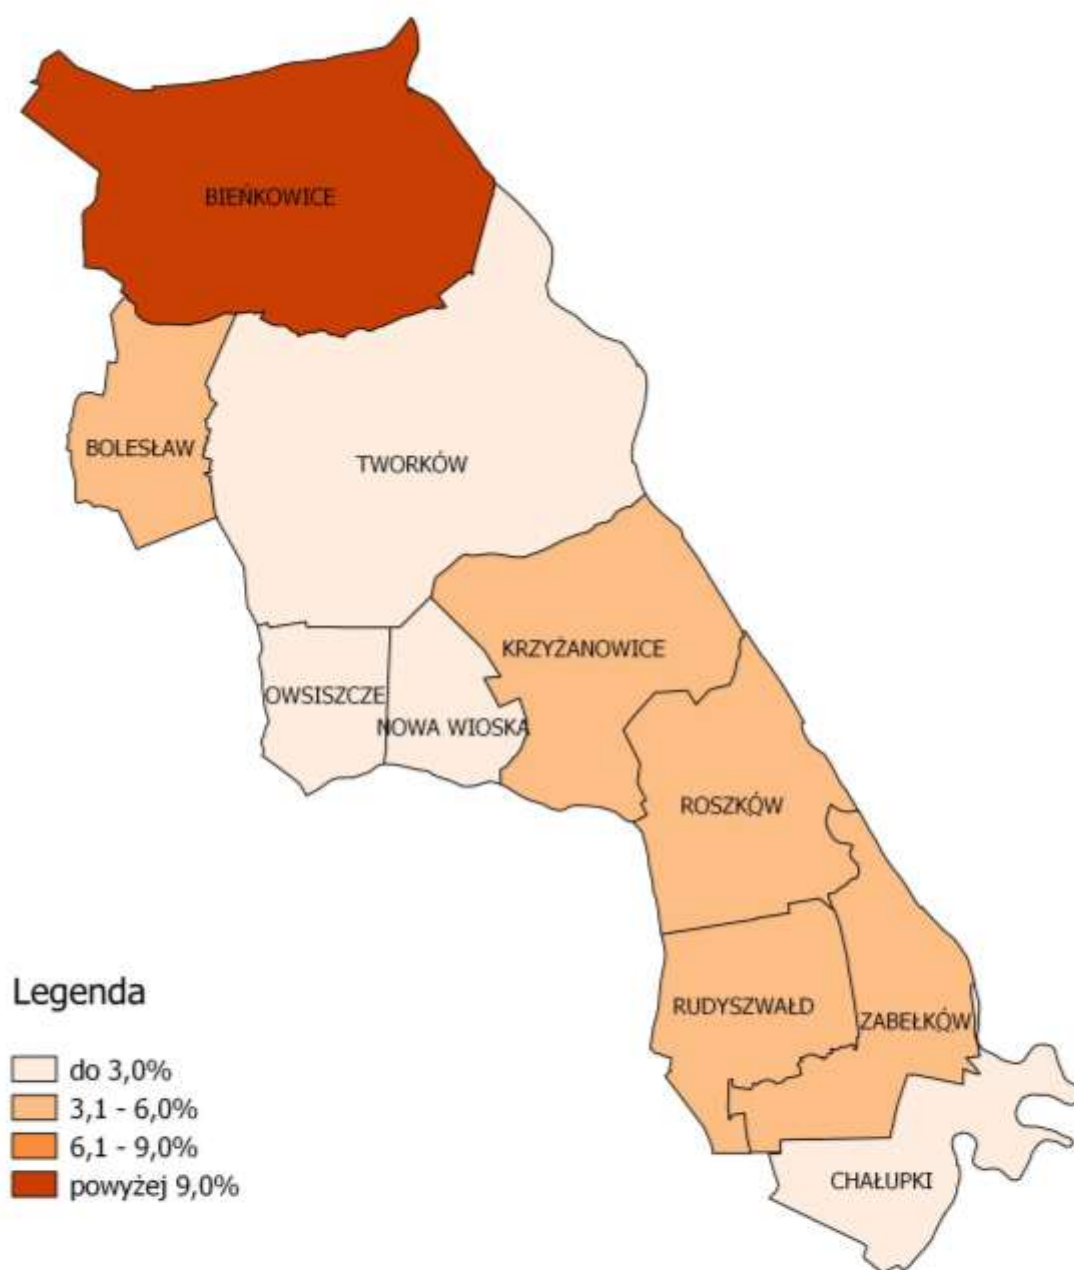 BIEŃKOWICE
BOLESŁAW
TWORKÓW
KRZYŻANOWICE
OWSISZCZE
NOWA WIOSKA
ROSZKÓW
RUDYSZWAŁD
ZABEŁKÓW
CHAŁUPKI
Legenda
do 3,0%
3,1 - 6,0%
6,1 - 9,0%
powyżej 9,0%